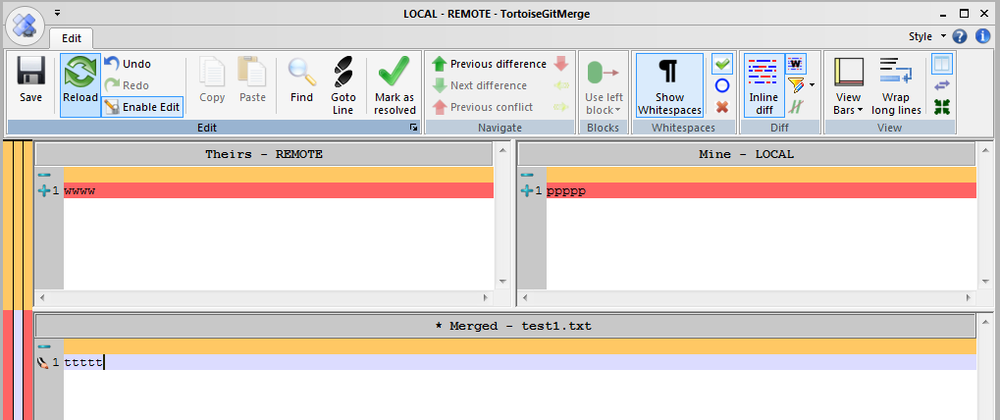 LOCAL - REMOTE - TortoiseGitMerge
Edit
Style
Save
Reload
Undo
Redo
Enable Edit
Copy
Paste
Find
Goto
Line
Mark as
resolved
Previous difference
Next difference
Previous conflict
Use left
block
Show
Whitespaces
Inline
diff
View
Bars
Wrap
long lines
Edit
Navigate
Blocks
Whitespaces
Diff
View
Theirs - REMOTE
1 wwww
Mine - LOCAL
1 ppppp
* Merged - test1.txt
1 ttttt